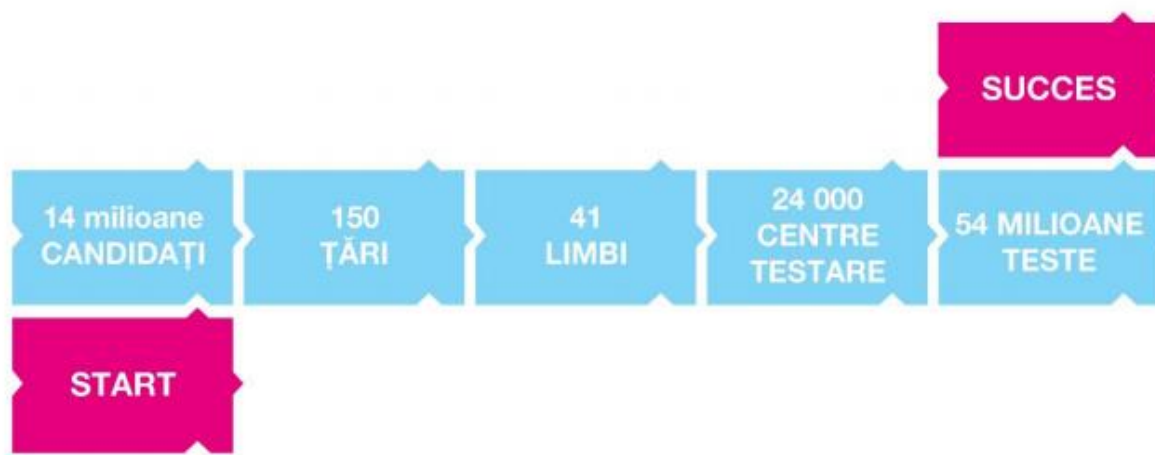 SUCCES
14 milioane
CANDIDAȚI
150
ȚĂRI
41
LIMBI
24 000
CENTRE
TESTARE
54 MILIOANE
TESTE
START